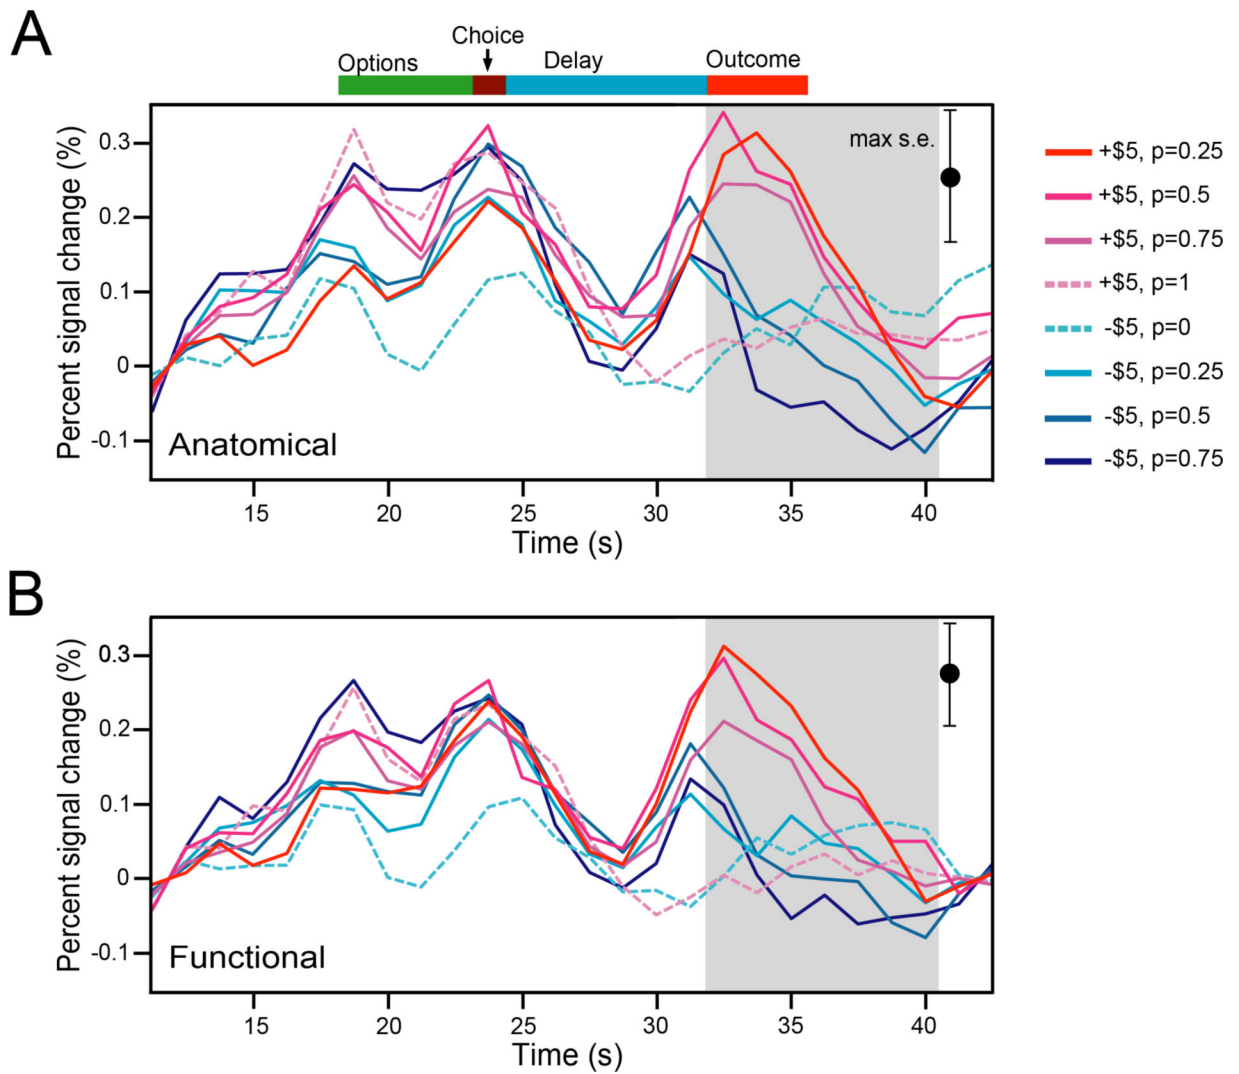 A
Choice
Options
Delay
Outcome
Percent signal change (%)
0.3
0.2
0.1
0
-0.1
max s.e.
Anatomical
15
20
25
30
35
40
Time (s)
+$5, p=0.25
+$5, p=0.5
+$5, p=0.75
+$5, p=1
-$5, p=0
-$5, p=0.25
-$5, p=0.5
-$5, p=0.75
B
Percent signal change (%)
0.3
0.2
0.1
0
-0.1
Functional
15
20
25
30
35
40
Time (s)